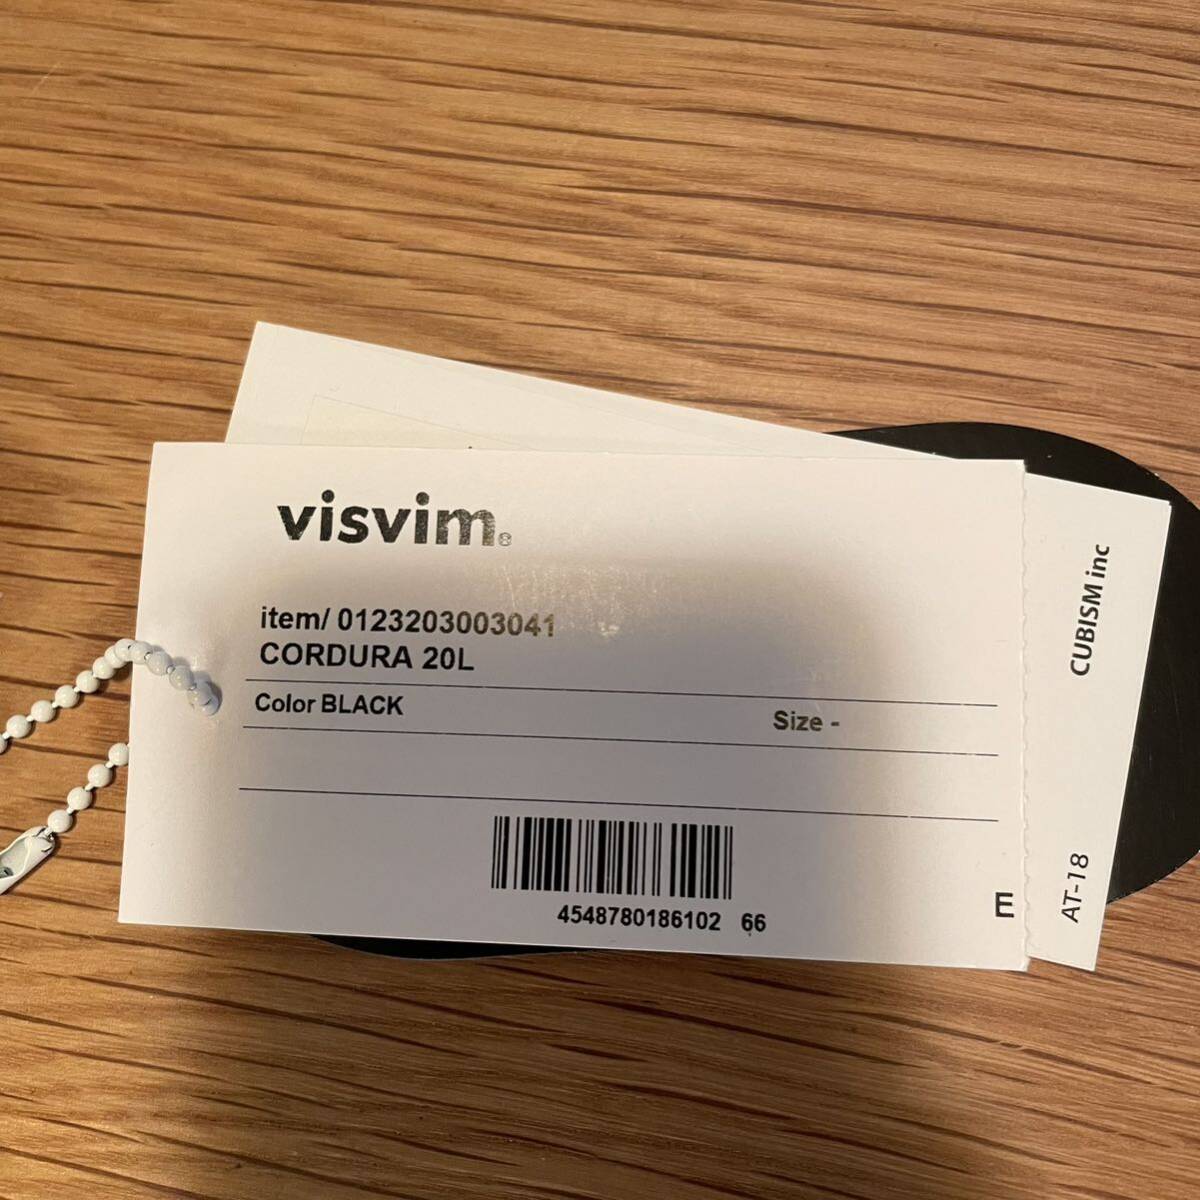 visvim®
item/ 0123203003041
CORDURA 20L
Color BLACK
Size -
4548780186102 66
E
CUBISM inc
AT-18